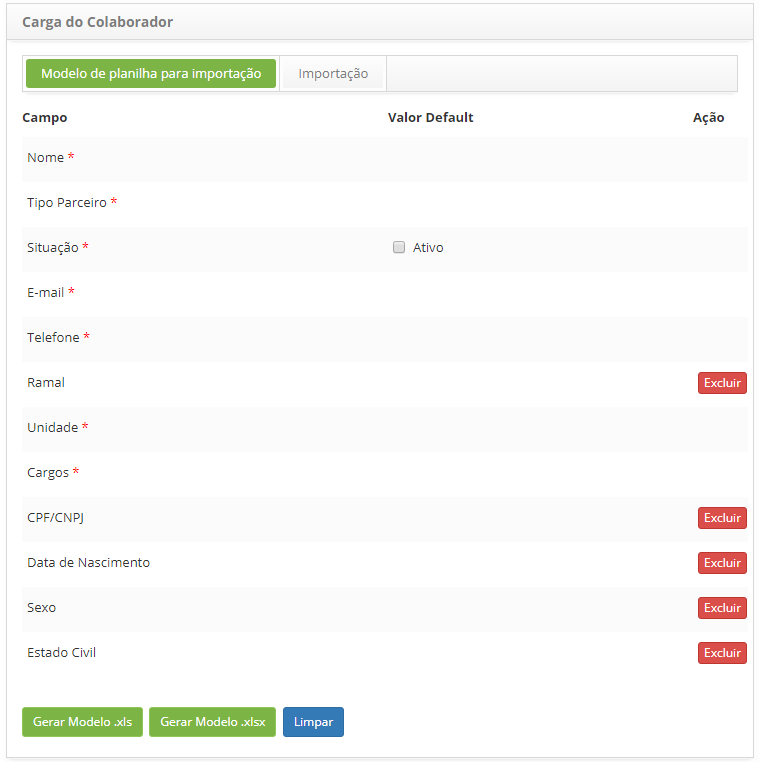 Carga do Colaborador
Modelo de planilha para importação Importação
Campo Valor Default Ação
Nome *
Tipo Parceiro *
Situação * Ativo
E-mail *
Telefone *
Ramal Excluir
Unidade *
Cargos *
CPF/CNPJ Excluir
Data de Nascimento Excluir
Sexo Excluir
Estado Civil Excluir
Gerar Modelo .xls Gerar Modelo .xlsx Limpar